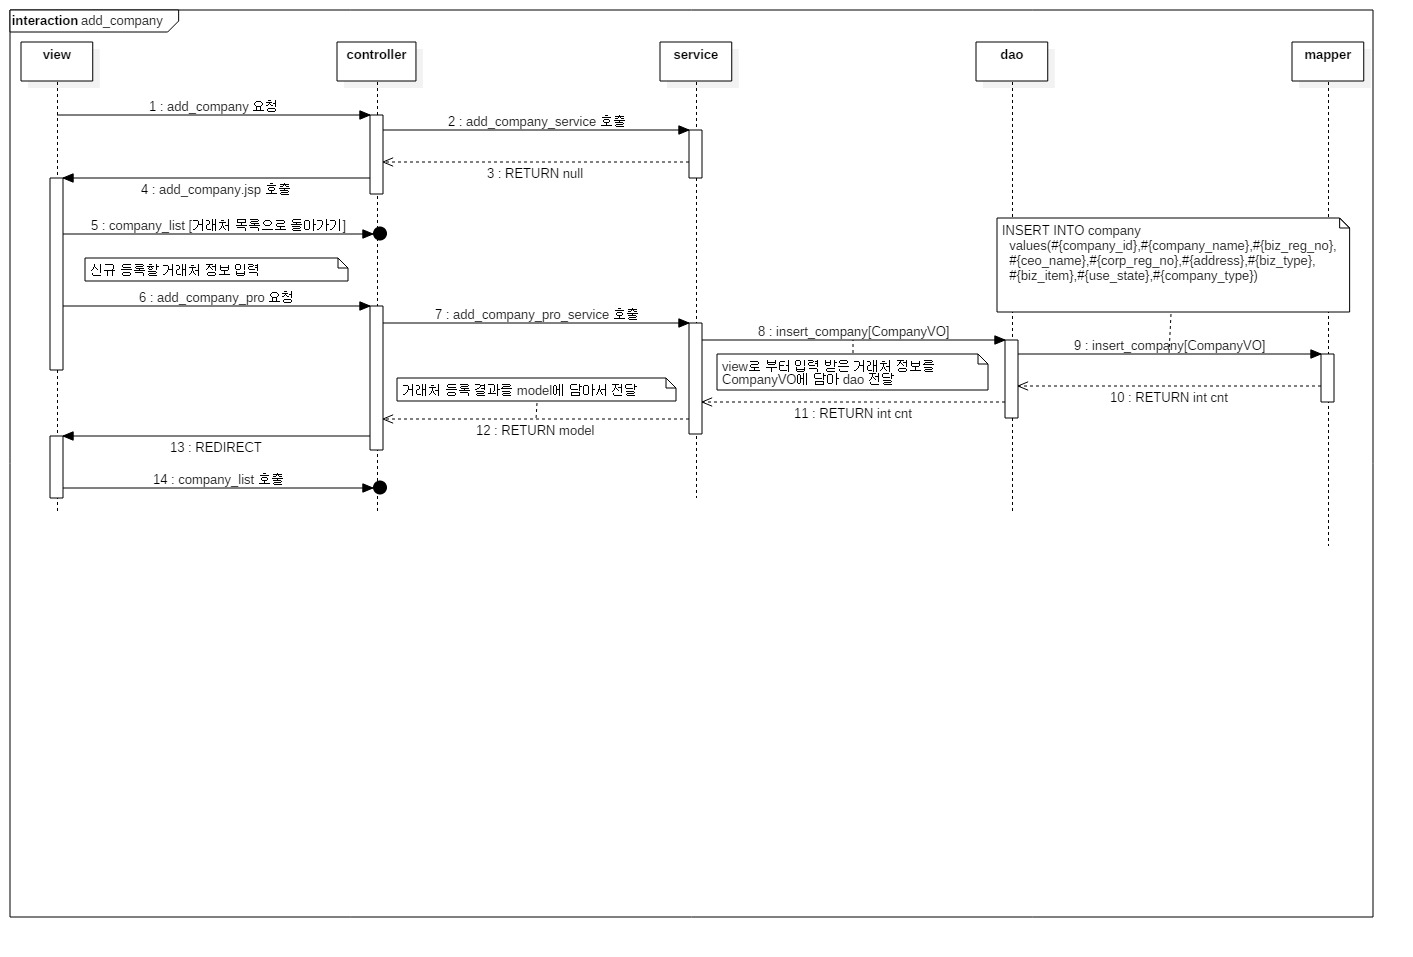 interaction add_company
view
controller
service
dao
mapper
1 : add_company 요청
2 : add_company_service 호출
3 : RETURN null
4 : add_company.jsp 호출
5 : company_list [거래처 목록으로 돌아가기]
INSERT INTO company
values(#{company_id},#{company_name},#{biz_reg_no},
#{ceo_name},#{corp_reg_no},#{address},#{biz_type},
#{biz_item},#{use_state},#{company_type})
신규 등록할 거래처 정보 입력
6 : add_company_pro 요청
7 : add_company_pro_service 호출
8 : insert_company[CompanyVO]
9 : insert_company[CompanyVO]
view로 부터 입력 받은 거래처 정보를
CompanyVO에 담아 dao 전달
거래처 등록 결과를 model에 담아서 전달
10 : RETURN int cnt
11 : RETURN int cnt
12 : RETURN model
13 : REDIRECT
14 : company_list 호출